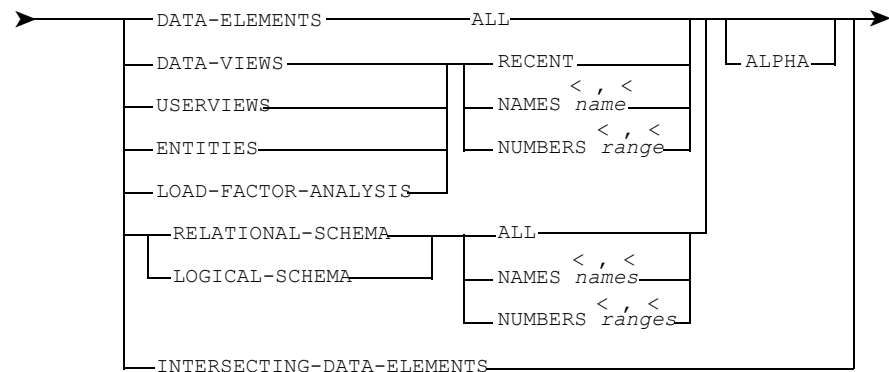 DATA-ELEMENTS ALL
ALPHA
DATA-VIEWS RECENT
< , <
USERVIEWS NAMES name
< , <
ENTITIES NUMBERS range
LOAD-FACTOR-ANALYSIS
RELATIONAL-SCHEMA ALL
< , <
LOGICAL-SCHEMA NAMES names
< , <
NUMBERS ranges
INTERSECTING-DATA-ELEMENTS